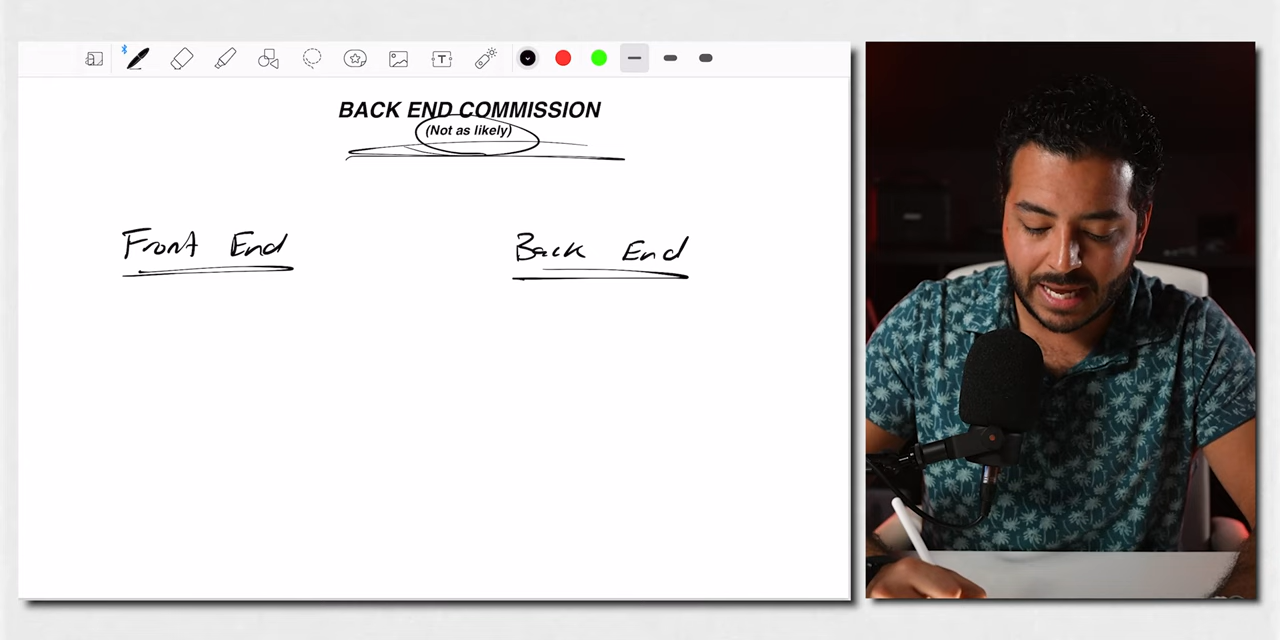 BACK END COMMISSION
(Not as likely)
Front End
Back End